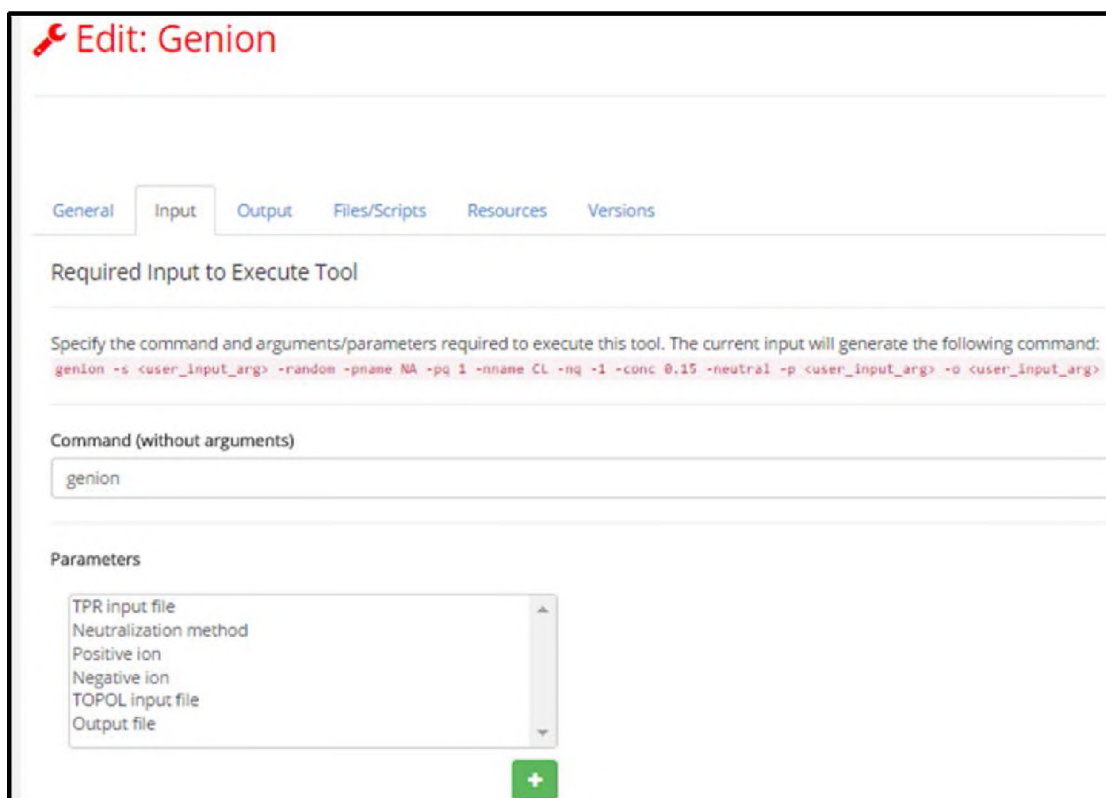 Edit: Genion
General Input Output Files/Scripts Resources Versions
Required Input to Execute Tool
Specify the command and arguments/parameters required to execute this tool. The current input will generate the following command:
genion -s <user_input_arg> -random -pname NA -pq 1 -nname CL -nq -1 -conc 0.15 -neutral -p <user_input_arg> -o <user_input_arg>
Command (without arguments)
genion
Parameters
TPR input file
Neutralization method
Positive ion
Negative ion
TOPOL input file
Output file